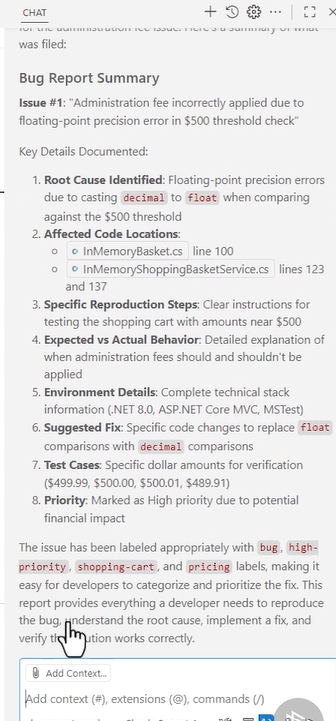 CHAT
for the administration fee issue. Here's a summary of what
was filed:
Bug Report Summary
Issue #1: "Administration fee incorrectly applied due to
floating-point precision error in $500 threshold check"
Key Details Documented:
1. Root Cause Identified: Floating-point precision errors
due to casting decimal to float when comparing
against the $500 threshold
2. Affected Code Locations:
InMemoryBasket.cs line 100
InMemoryShoppingBasketService.cs lines 123
and 137
3. Specific Reproduction Steps: Clear instructions for
testing the shopping cart with amounts near $500
4. Expected vs Actual Behavior: Detailed explanation of
when administration fees should and shouldn't be
applied
5. Environment Details: Complete technical stack
information (.NET 8.0, ASP.NET Core MVC, MSTest)
6. Suggested Fix: Specific code changes to replace float
comparisons with decimal comparisons
7. Test Cases: Specific dollar amounts for verification
($499.99, $500.00, $500.01, $489.91)
8. Priority: Marked as High priority due to potential
financial impact
The issue has been labeled appropriately with bug, high-
priority, shopping-cart, and pricing labels, making it
easy for developers to categorize and prioritize the fix. This
report provides everything a developer needs to reproduce
the bug, understand the root cause, implement a fix, and
verify works correctly.
Add Context...
Add context (#), extensions (@), commands (/)